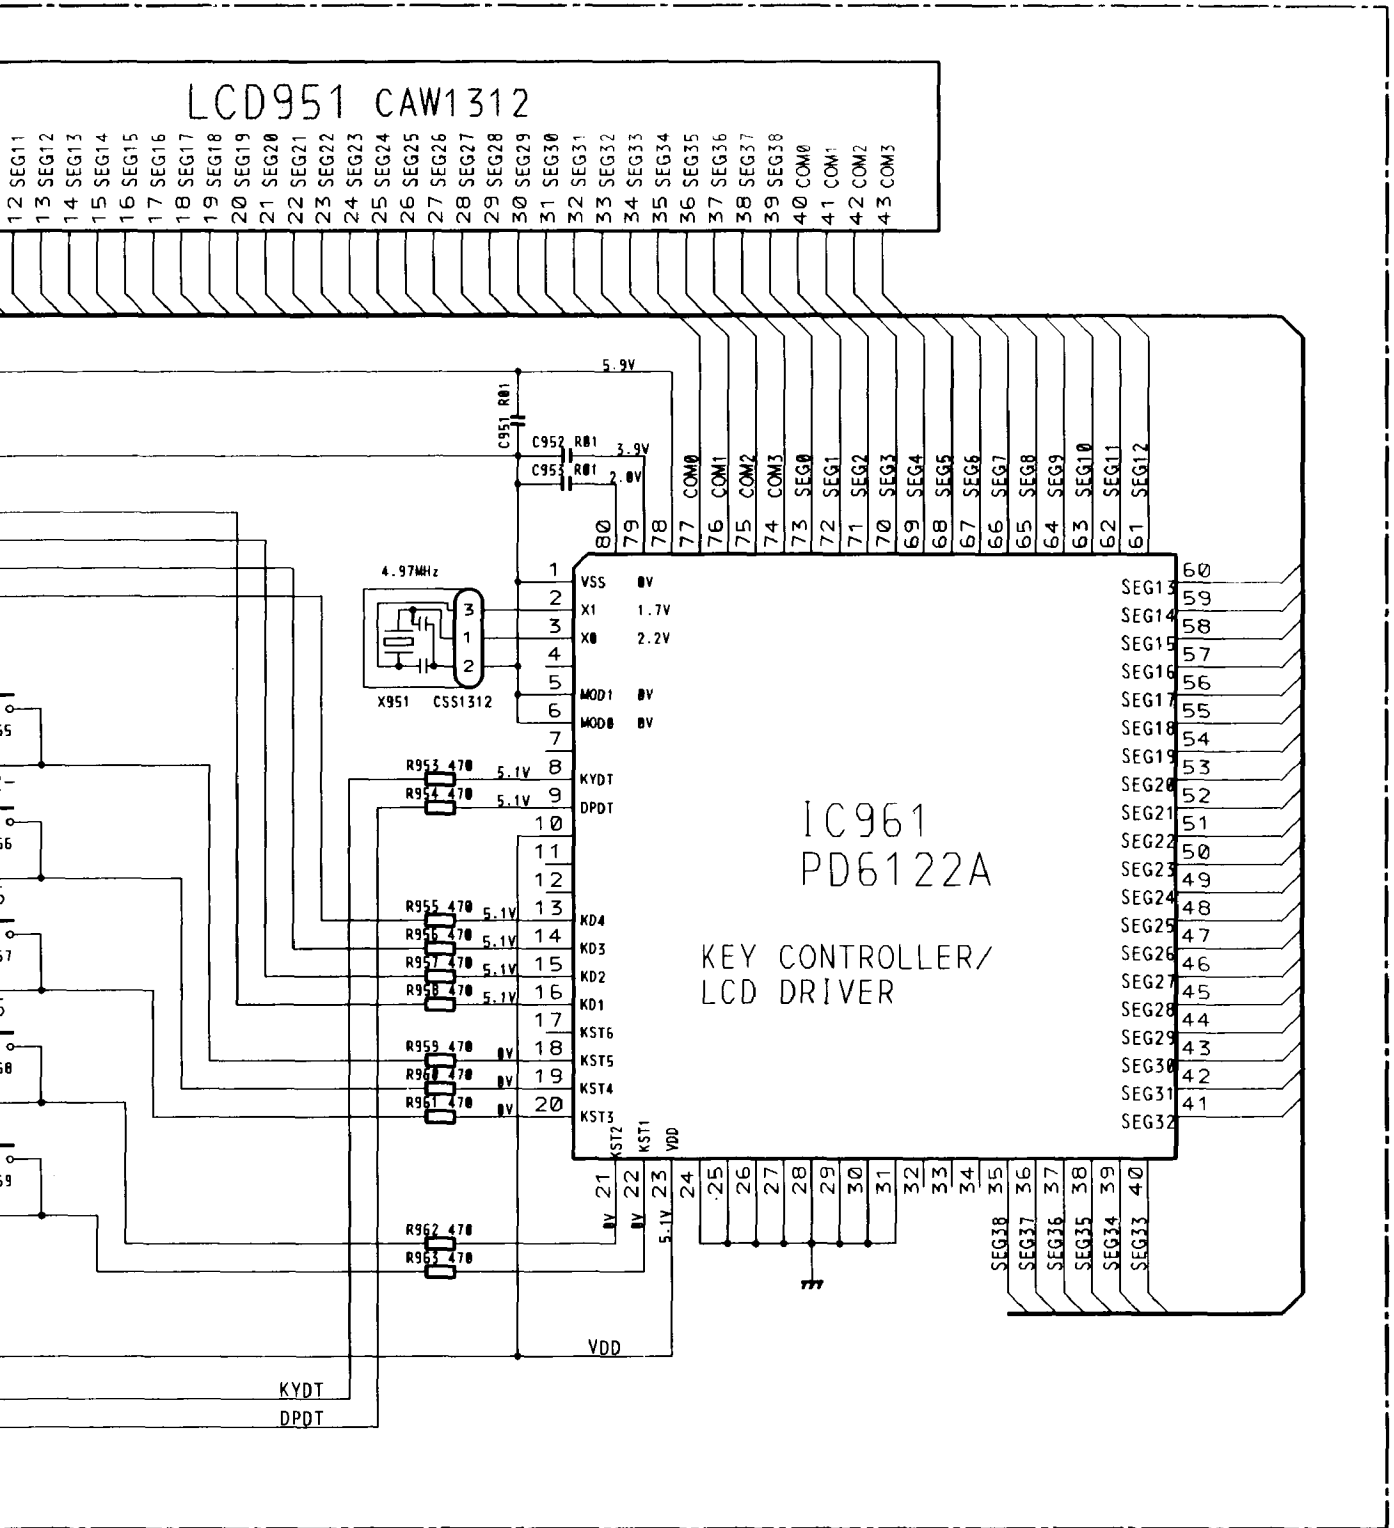 LCD951 CAW1312
12 SEG11
13 SEG12
14 SEG13
15 SEG14
16 SEG15
17 SEG16
18 SEG17
19 SEG18
20 SEG19
21 SEG20
22 SEG21
23 SEG22
24 SEG23
25 SEG24
26 SEG25
27 SEG26
28 SEG27
29 SEG28
30 SEG29
31 SEG30
32 SEG31
33 SEG32
34 SEG33
35 SEG34
36 SEG35
37 SEG36
38 SEG37
39 SEG38
40 COM0
41 COM1
42 COM2
43 COM3
5.9V
C951 R01
C952 R01
3.9V
C953 R01
2.0V
80
79
78
77 COM0
76 COM1
75 COM2
74 COM3
73 SEG0
72 SEG1
71 SEG2
70 SEG3
69 SEG4
68 SEG5
67 SEG6
66 SEG7
65 SEG8
64 SEG9
63 SEG10
62 SEG11
61 SEG12
4.97MHz
3
1
2
X951 CSS1312
1 VSS 0V
2 X1 1.7V
3 X0 2.2V
4
5 MOD1 0V
6 MOD0 0V
7
R953 470 5.1V 8 KYDT
R954 470 5.1V 9 DPDT
10
11
12
R955 470 5.1V 13 KD4
R956 470 5.1V 14 KD3
R957 470 5.1V 15 KD2
R958 470 5.1V 16 KD1
17 KST6
R959 470 0V 18 KST5
R960 470 0V 19 KST4
R961 470 0V 20 KST3
IC961
PD6122A
KEY CONTROLLER/
LCD DRIVER
SEG13 60
SEG14 59
SEG15 58
SEG16 57
SEG17 56
SEG18 55
SEG19 54
SEG20 53
SEG21 52
SEG22 51
SEG23 50
SEG24 49
SEG25 48
SEG26 47
SEG27 46
SEG28 45
SEG29 44
SEG30 43
SEG31 42
SEG32 41
KST2 21 0V
KST1 22 0V
VDD 23 5.1V
24
25
26
27
28
29
30
31
32
33
34
35 SEG38
36 SEG37
37 SEG36
38 SEG35
39 SEG34
40 SEG33
R962 470
R963 470
VDD
KYDT
DPDT